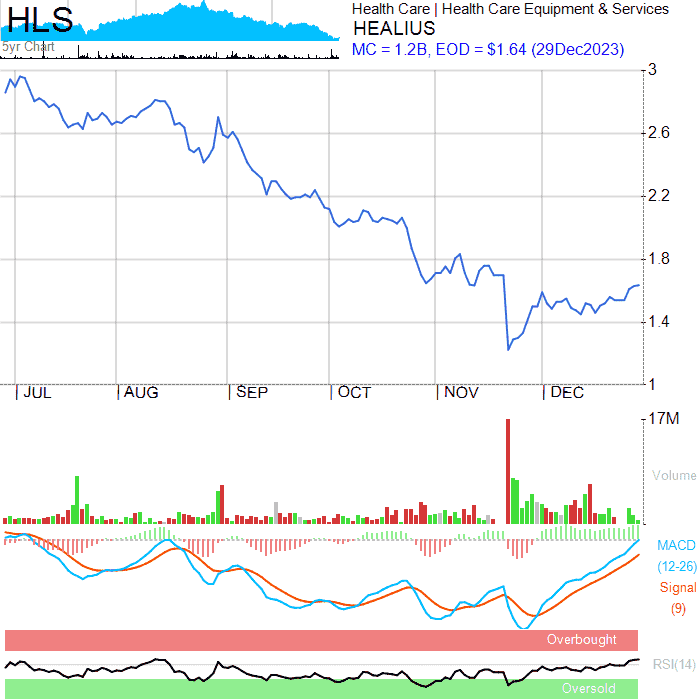 HLS
5yr Chart
Health Care | Health Care Equipment & Services
HEALIUS
MC = 1.2B, EOD = $1.64 (29Dec2023)
3
2.6
2.2
1.8
1.4
1
JUL
AUG
SEP
OCT
NOV
DEC
17M
Volume
MACD
(12-26)
Signal
(9)
Overbought
RSI(14)
Oversold